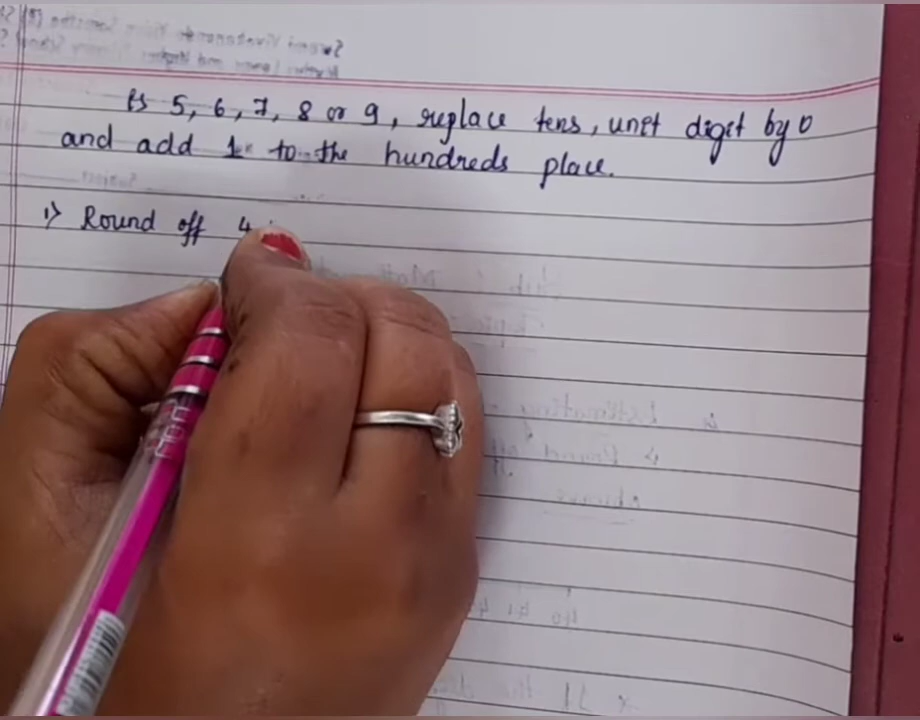 is 5, 6, 7, 8 or 9, replace tens, unit digit by 0
and add 1 to the hundreds place.
1) Round off 4